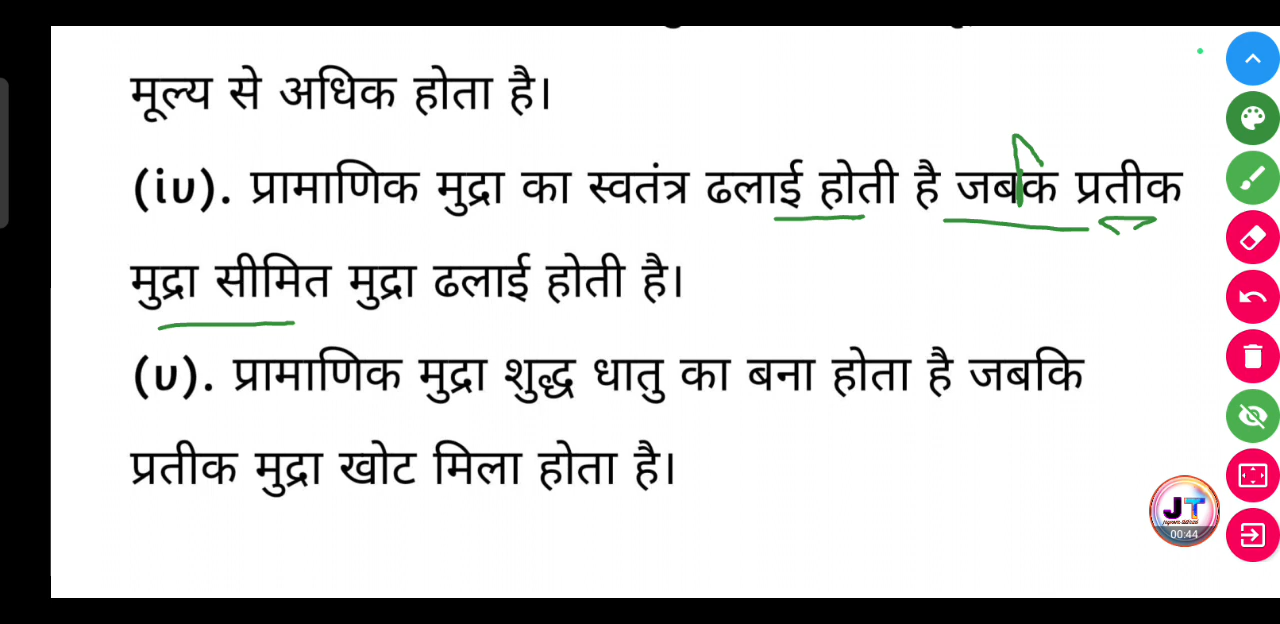 मूल्य से अधिक होता है।
(iv). प्रामाणिक मुद्रा का स्वतंत्र ढलाई होती है जबकि प्रतीक
मुद्रा सीमित मुद्रा ढलाई होती है।
(v). प्रामाणिक मुद्रा शुद्ध धातु का बना होता है जबकि
प्रतीक मुद्रा खोट मिला होता है।
JT
00:44